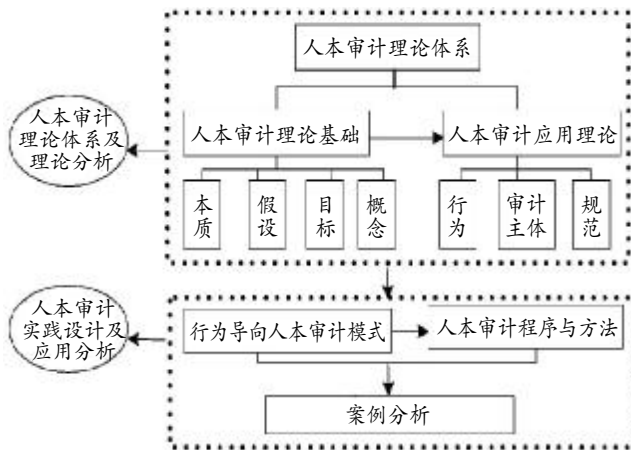 人本审计理论体系
人本审计
理论体系及
理论分析
人本审计理论基础
人本审计应用理论
本质
假设
目标
概念
行为
审计
主体
规范
人本审计
实践设计及
应用分析
行为导向人本审计模式
人本审计程序与方法
案例分析